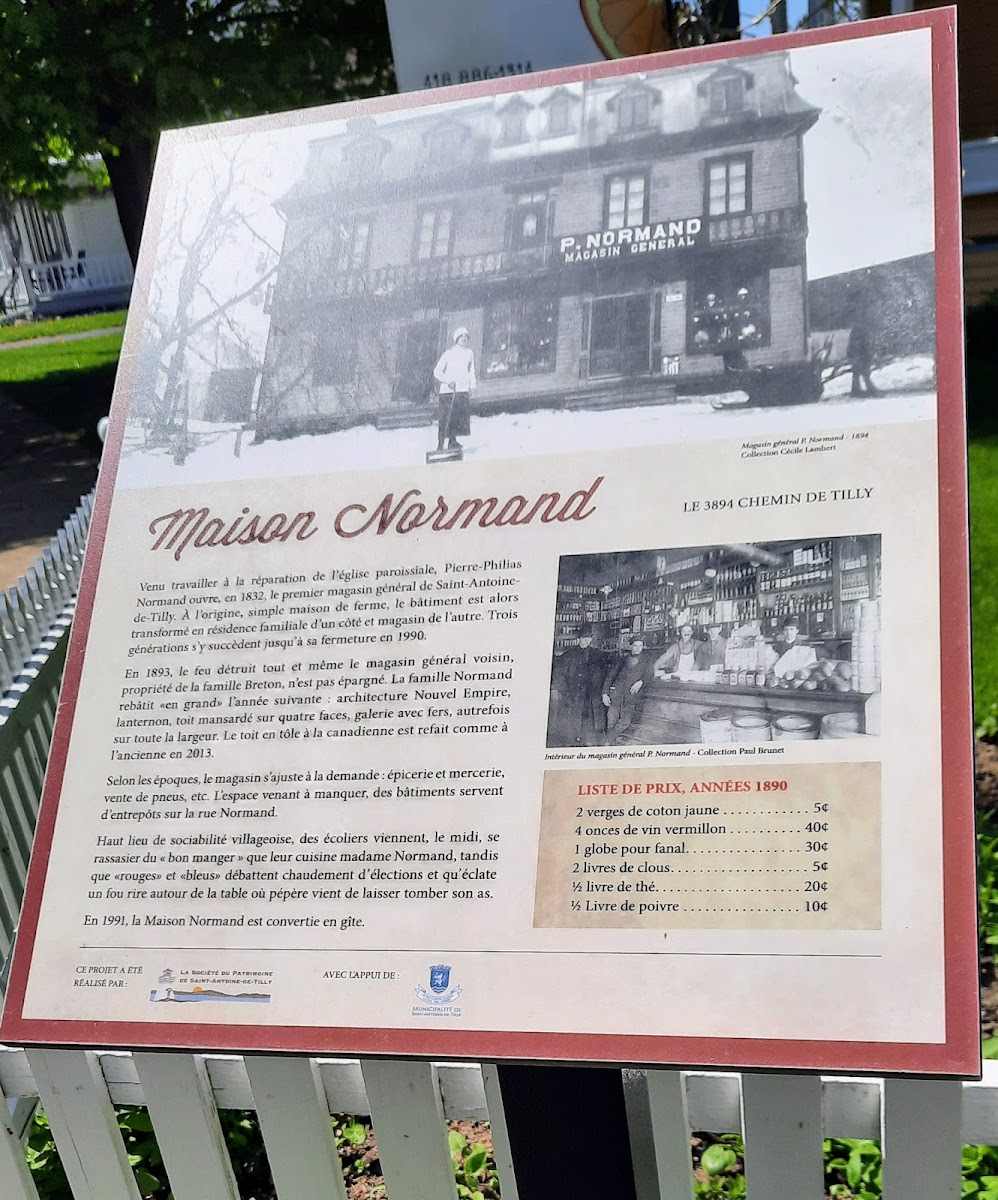 418 886-1314
P. NORMAND
MAGASIN GENERAL
Magasin général P. Normand - 1894
Collection Cécile Lambert
Maison Normand
LE 3894 CHEMIN DE TILLY
Venu travailler à la réparation de l'église paroissiale, Pierre-Philias
Normand ouvre, en 1832, le premier magasin général de Saint-Antoine-
de-Tilly. À l'origine, simple maison de ferme, le bâtiment est alors
transformé en résidence familiale d'un côté et magasin de l'autre. Trois
générations s'y succèdent jusqu'à sa fermeture en 1990.
En 1893, le feu détruit tout et même le magasin général voisin,
propriété de la famille Breton, n'est pas épargné. La famille Normand
rebâtit «en grand» l'année suivante : architecture Nouvel Empire,
lanternon, toit mansardé sur quatre faces, galerie avec fers, autrefois
sur toute la largeur. Le toit en tôle à la canadienne est refait comme à
l'ancienne en 2013.
Selon les époques, le magasin s'ajuste à la demande : épicerie et mercerie,
vente de pneus, etc. L'espace venant à manquer, des bâtiments servent
d'entrepôts sur la rue Normand.
Haut lieu de sociabilité villageoise, des écoliers viennent, le midi, se
rassasier du « bon manger » que leur cuisine madame Normand, tandis
que «rouges» et «bleus» débattent chaudement d'élections et qu'éclate
un fou rire autour de la table où pépère vient de laisser tomber son as.
En 1991, la Maison Normand est convertie en gîte.
Intérieur du magasin général P. Normand - Collection Paul Brunet
LISTE DE PRIX, ANNÉES 1890
2 verges de coton jaune . . . . . . . . . . . . 5¢
4 onces de vin vermillon . . . . . . . . . . 40¢
1 globe pour fanal. . . . . . . . . . . . . . . . 30¢
2 livres de clous. . . . . . . . . . . . . . . . . . . 5¢
½ livre de thé. . . . . . . . . . . . . . . . . . . . 20¢
½ Livre de poivre . . . . . . . . . . . . . . . . 10¢
CE PROJET A ÉTÉ
RÉALISÉ PAR :
LA SOCIÉTÉ DU PATRIMOINE
DE SAINT-ANTOINE-DE-TILLY
AVEC L'APPUI DE :
MUNICIPALITÉ DE
SAINT-ANTOINE-DE-TILLY